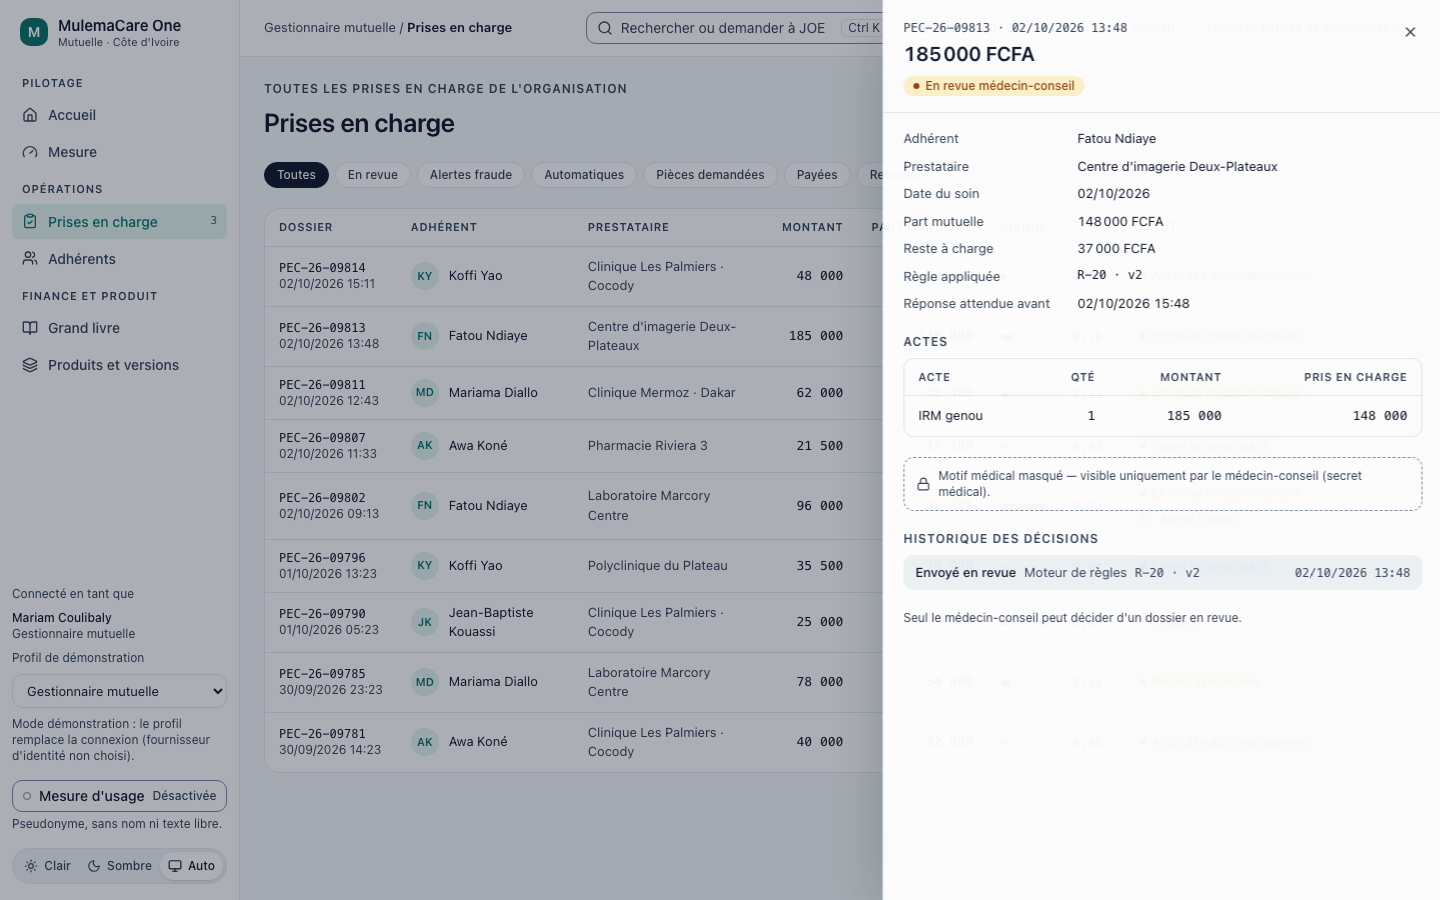 M
MulemaCare One
Mutuelle · Côte d'Ivoire
PILOTAGE
Accueil
Mesure
OPÉRATIONS
Prises en charge 3
Adhérents
FINANCE ET PRODUIT
Grand livre
Produits et versions
Connecté en tant que
Mariam Coulibaly
Gestionnaire mutuelle
Profil de démonstration
Gestionnaire mutuelle
Mode démonstration : le profil
remplace la connexion (fournisseur
d'identité non choisi).
Mesure d'usage Désactivée
Pseudonyme, sans nom ni texte libre.
Clair Sombre Auto
Gestionnaire mutuelle / Prises en charge
Rechercher ou demander à JOE Ctrl K
TOUTES LES PRISES EN CHARGE DE L'ORGANISATION
Prises en charge
Toutes En revue Alertes fraude Automatiques Pièces demandées Payées
DOSSIER ADHÉRENT PRESTATAIRE MONTANT
PEC-26-09814
02/10/2026 15:11
KY Koffi Yao
Clinique Les Palmiers ·
Cocody
48 000
PEC-26-09813
02/10/2026 13:48
FN Fatou Ndiaye
Centre d'imagerie Deux-
Plateaux
185 000
PEC-26-09811
02/10/2026 12:43
MD Mariama Diallo
Clinique Mermoz · Dakar
62 000
PEC-26-09807
02/10/2026 11:33
AK Awa Koné
Pharmacie Riviera 3
21 500
PEC-26-09802
02/10/2026 09:13
FN Fatou Ndiaye
Laboratoire Marcory
Centre
96 000
PEC-26-09796
01/10/2026 13:23
KY Koffi Yao
Polyclinique du Plateau
35 500
PEC-26-09790
01/10/2026 05:23
JK Jean-Baptiste
Kouassi
Clinique Les Palmiers ·
Cocody
25 000
PEC-26-09785
30/09/2026 23:23
MD Mariama Diallo
Laboratoire Marcory
Centre
78 000
PEC-26-09781
30/09/2026 14:23
AK Awa Koné
Clinique Les Palmiers ·
Cocody
40 000
PEC-26-09813 · 02/10/2026 13:48
185 000 FCFA
En revue médecin-conseil
Adhérent Fatou Ndiaye
Prestataire Centre d'imagerie Deux-Plateaux
Date du soin 02/10/2026
Part mutuelle 148 000 FCFA
Reste à charge 37 000 FCFA
Règle appliquée R-20 · v2
Réponse attendue avant 02/10/2026 15:48
ACTES
ACTE QTÉ MONTANT PRIS EN CHARGE
IRM genou 1 185 000 148 000
Motif médical masqué — visible uniquement par le médecin-conseil (secret
médical).
HISTORIQUE DES DÉCISIONS
Envoyé en revue Moteur de règles R-20 · v2 02/10/2026 13:48
Seul le médecin-conseil peut décider d'un dossier en revue.